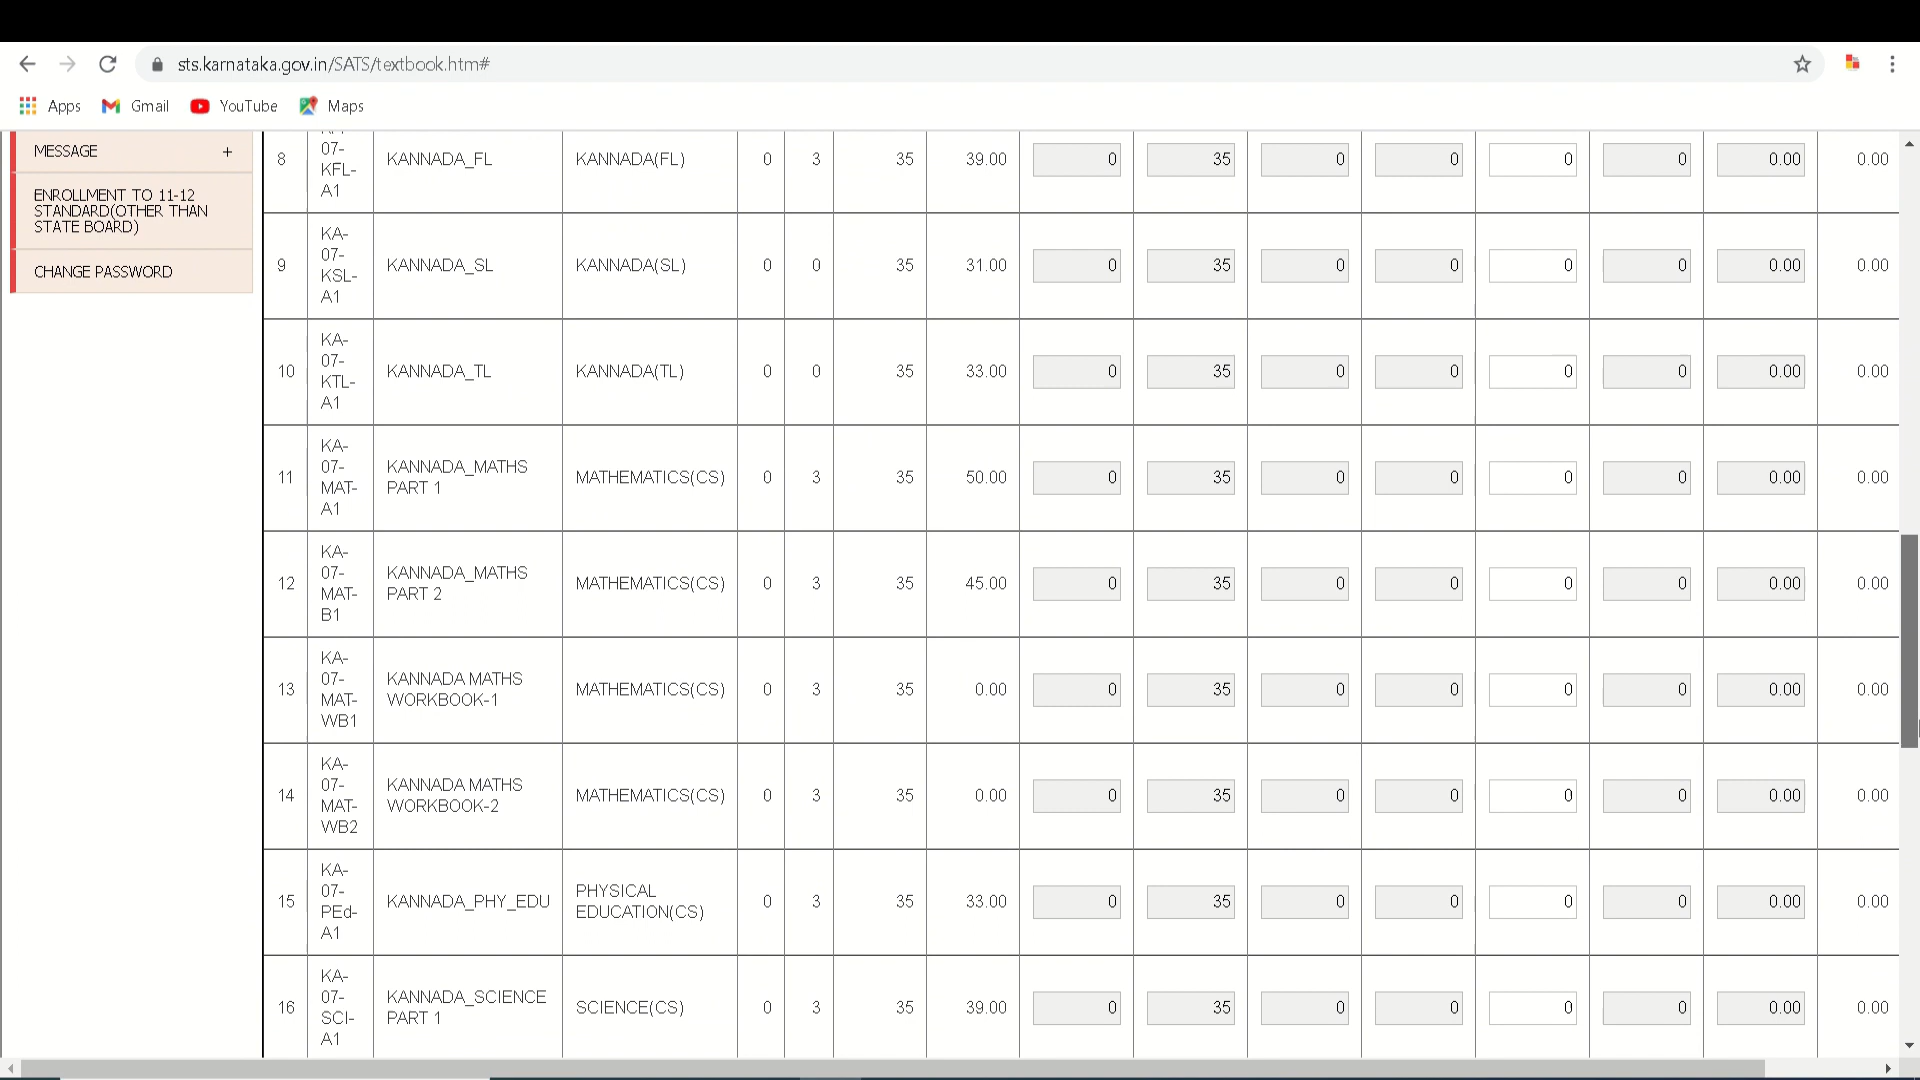 sts.karnataka.gov.in/SATS/textbook.htm#
Apps Gmail YouTube Maps
MESSAGE +
ENROLLMENT TO 11-12
STANDARD(OTHER THAN
STATE BOARD)
CHANGE PASSWORD
8 07-KFL-A1 KANNADA_FL KANNADA(FL) 0 3 35 39.00 0 35 0 0 0 0 0.00 0.00
9 KA-07-KSL-A1 KANNADA_SL KANNADA(SL) 0 0 35 31.00 0 35 0 0 0 0 0.00 0.00
10 KA-07-KTL-A1 KANNADA_TL KANNADA(TL) 0 0 35 33.00 0 35 0 0 0 0 0.00 0.00
11 KA-07-MAT-A1 KANNADA_MATHS PART 1 MATHEMATICS(CS) 0 3 35 50.00 0 35 0 0 0 0 0.00 0.00
12 KA-07-MAT-B1 KANNADA_MATHS PART 2 MATHEMATICS(CS) 0 3 35 45.00 0 35 0 0 0 0 0.00 0.00
13 KA-07-MAT-WB1 KANNADA MATHS WORKBOOK-1 MATHEMATICS(CS) 0 3 35 0.00 0 35 0 0 0 0 0.00 0.00
14 KA-07-MAT-WB2 KANNADA MATHS WORKBOOK-2 MATHEMATICS(CS) 0 3 35 0.00 0 35 0 0 0 0 0.00 0.00
15 KA-07-PEd-A1 KANNADA_PHY_EDU PHYSICAL EDUCATION(CS) 0 3 35 33.00 0 35 0 0 0 0 0.00 0.00
16 KA-07-SCI-A1 KANNADA_SCIENCE PART 1 SCIENCE(CS) 0 3 35 39.00 0 35 0 0 0 0 0.00 0.00